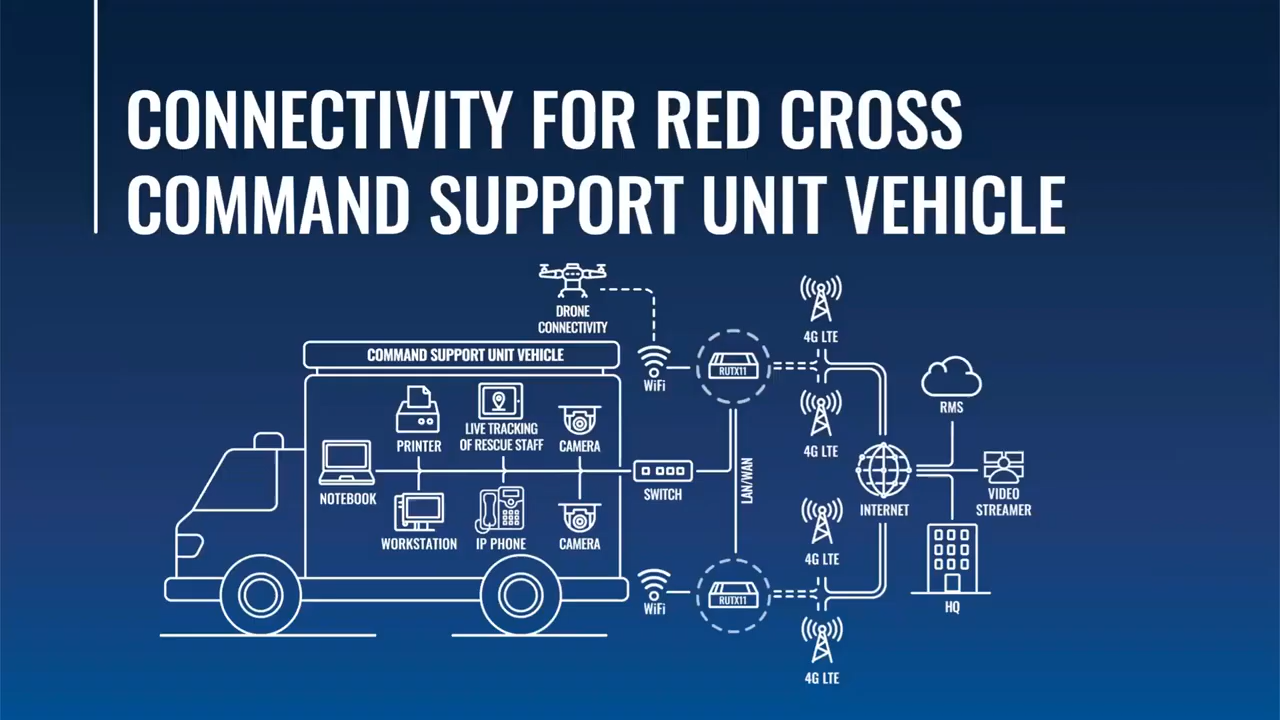 CONNECTIVITY FOR RED CROSS
COMMAND SUPPORT UNIT VEHICLE
DRONE
CONNECTIVITY
COMMAND SUPPORT UNIT VEHICLE
PRINTER
LIVE TRACKING
OF RESCUE STAFF
CAMERA
NOTEBOOK
WORKSTATION
IP PHONE
CAMERA
SWITCH
WiFi
RUTX11
LAN/WAN
WiFi
RUTX11
4G LTE
4G LTE
4G LTE
4G LTE
INTERNET
RMS
VIDEO
STREAMER
HQ